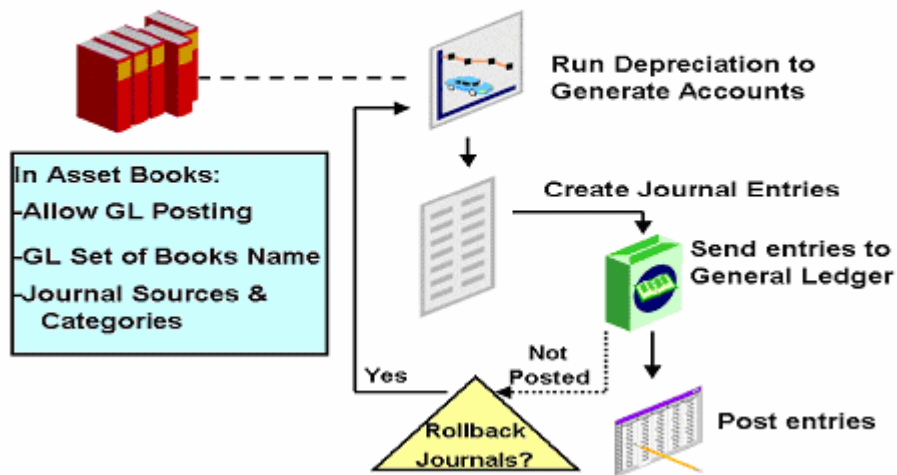 Run Depreciation to
Generate Accounts
In Asset Books:
-Allow GL Posting
-GL Set of Books Name
-Journal Sources &
Categories
Create Journal Entries
Send entries to
General Ledger
Not
Posted
Yes
Rollback
Journals?
Post entries